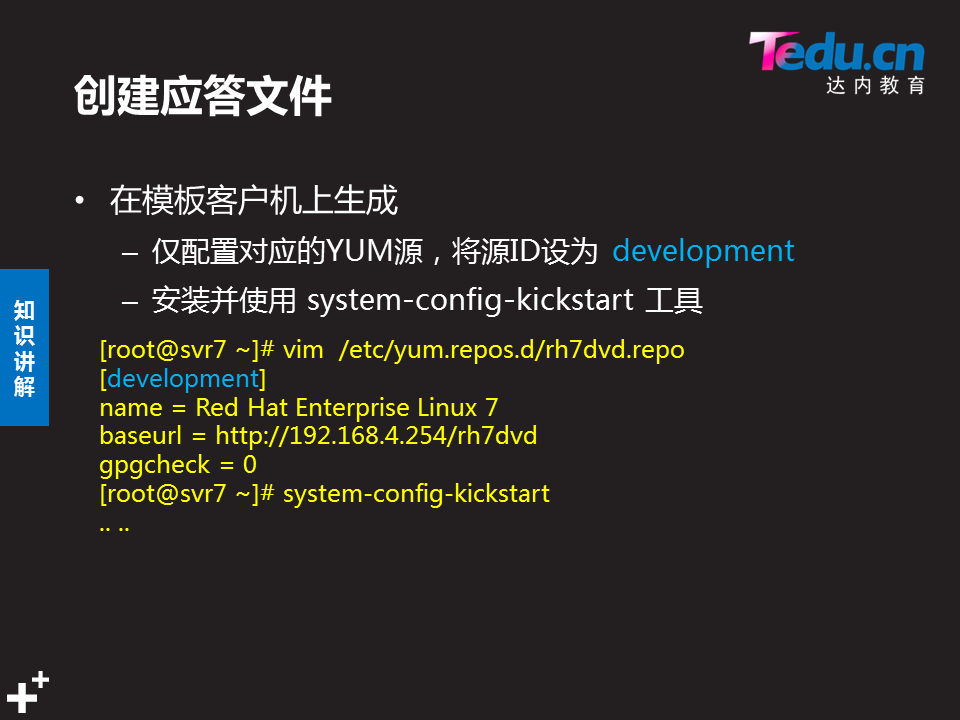 Tedu.cn
达内教育
创建应答文件
• 在模板客户机上生成
– 仅配置对应的YUM源，将源ID设为 development
– 安装并使用 system-config-kickstart 工具
知识讲解
[root@svr7 ~]# vim  /etc/yum.repos.d/rh7dvd.repo
[development]
name = Red Hat Enterprise Linux 7
baseurl = http://192.168.4.254/rh7dvd
gpgcheck = 0
[root@svr7 ~]# system-config-kickstart
.. ..